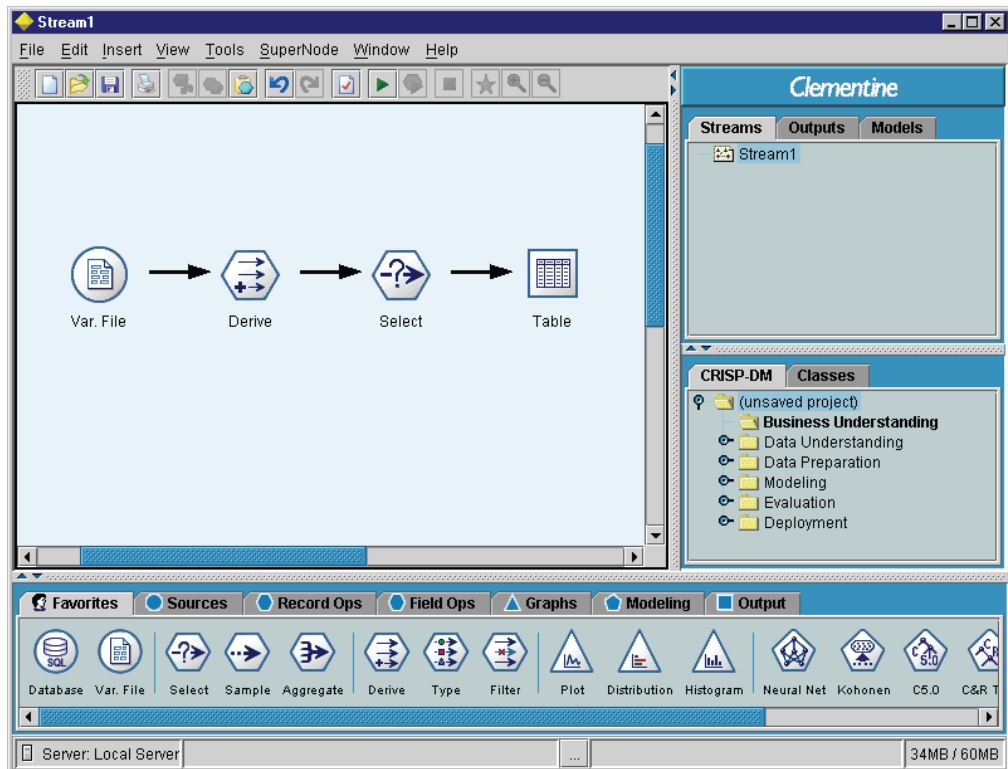 Stream1
File Edit Insert View Tools SuperNode Window Help
Clementine
Streams Outputs Models
Stream1
Var. File Derive Select Table
CRISP-DM Classes
(unsaved project)
Business Understanding
Data Understanding
Data Preparation
Modeling
Evaluation
Deployment
Favorites Sources Record Ops Field Ops Graphs Modeling Output
SQL C5.0 C&R
Database Var. File Select Sample Aggregate Derive Type Filter Plot Distribution Histogram Neural Net Kohonen C5.0 C&R T
Server: Local Server ... 34MB / 60MB